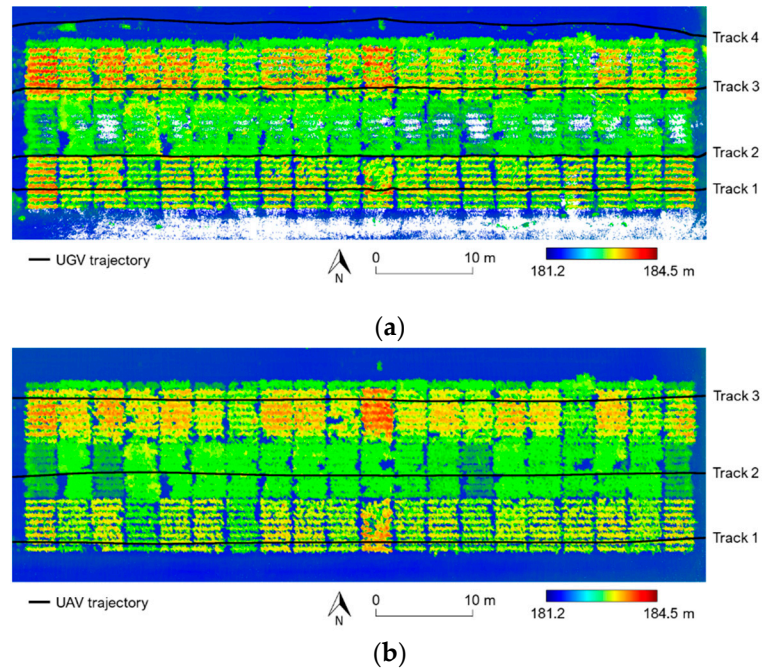 Track 4
Track 3
Track 2
Track 1
UGV trajectory
N
0 10 m
181.2 184.5 m
(a)
Track 3
Track 2
Track 1
UAV trajectory
N
0 10 m
181.2 184.5 m
(b)